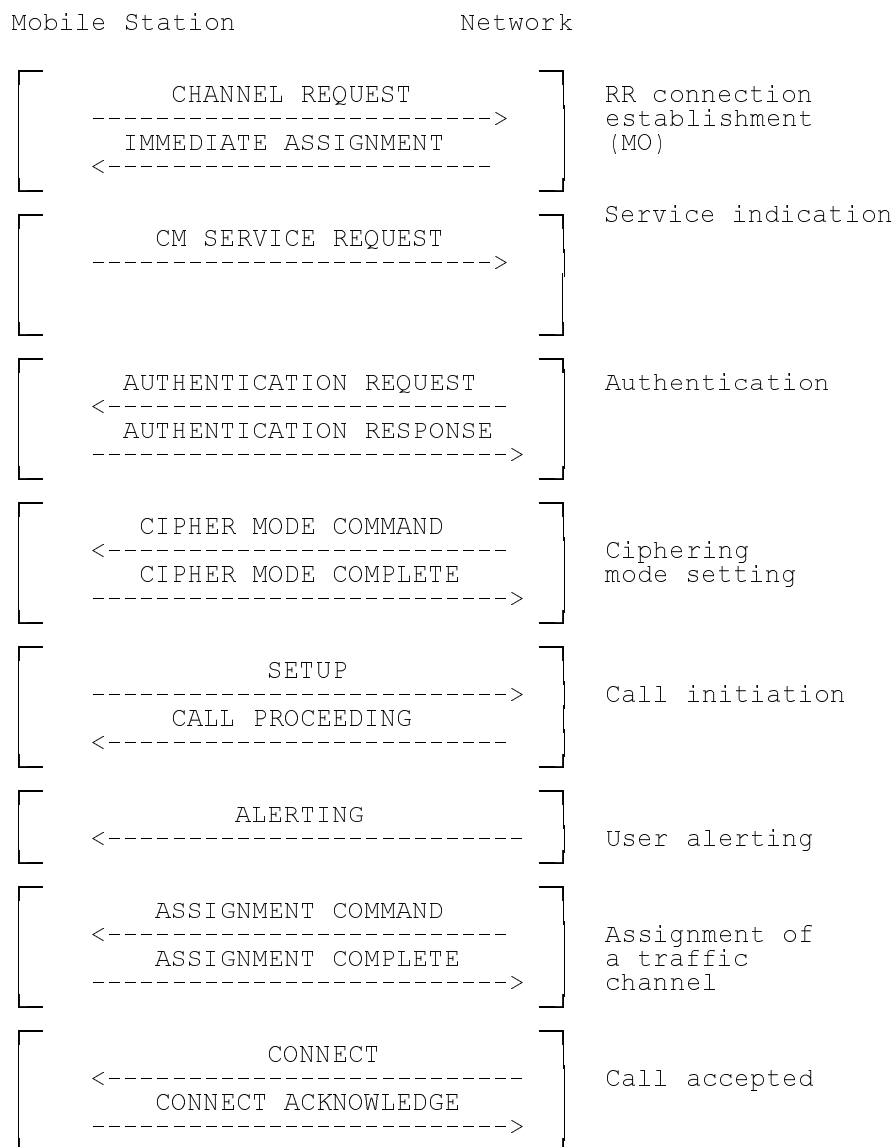 Mobile Station Network
CHANNEL REQUEST RR connection
------------------------> establishment
IMMEDIATE ASSIGNMENT (MO)
<------------------------
Service indication
CM SERVICE REQUEST
------------------------->
AUTHENTICATION REQUEST Authentication
<-------------------------
AUTHENTICATION RESPONSE
-------------------------->
CIPHER MODE COMMAND
<------------------------- Ciphering
CIPHER MODE COMPLETE mode setting
-------------------------->
SETUP
--------------------------> Call initiation
CALL PROCEEDING
<-------------------------
ALERTING
<-------------------------- User alerting
ASSIGNMENT COMMAND
<------------------------- Assignment of
ASSIGNMENT COMPLETE a traffic
--------------------------> channel
CONNECT
<-------------------------- Call accepted
CONNECT ACKNOWLEDGE
-------------------------->